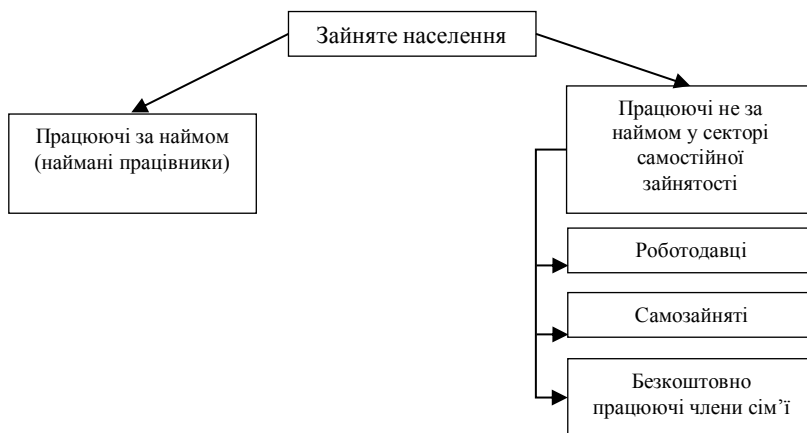 Зайняте населення
Працюючі за наймом
(наймані працівники)
Працюючі не за
наймом у секторі
самостійної
зайнятості
Роботодавці
Самозайняті
Безкоштовно
працюючі члени сім’ї